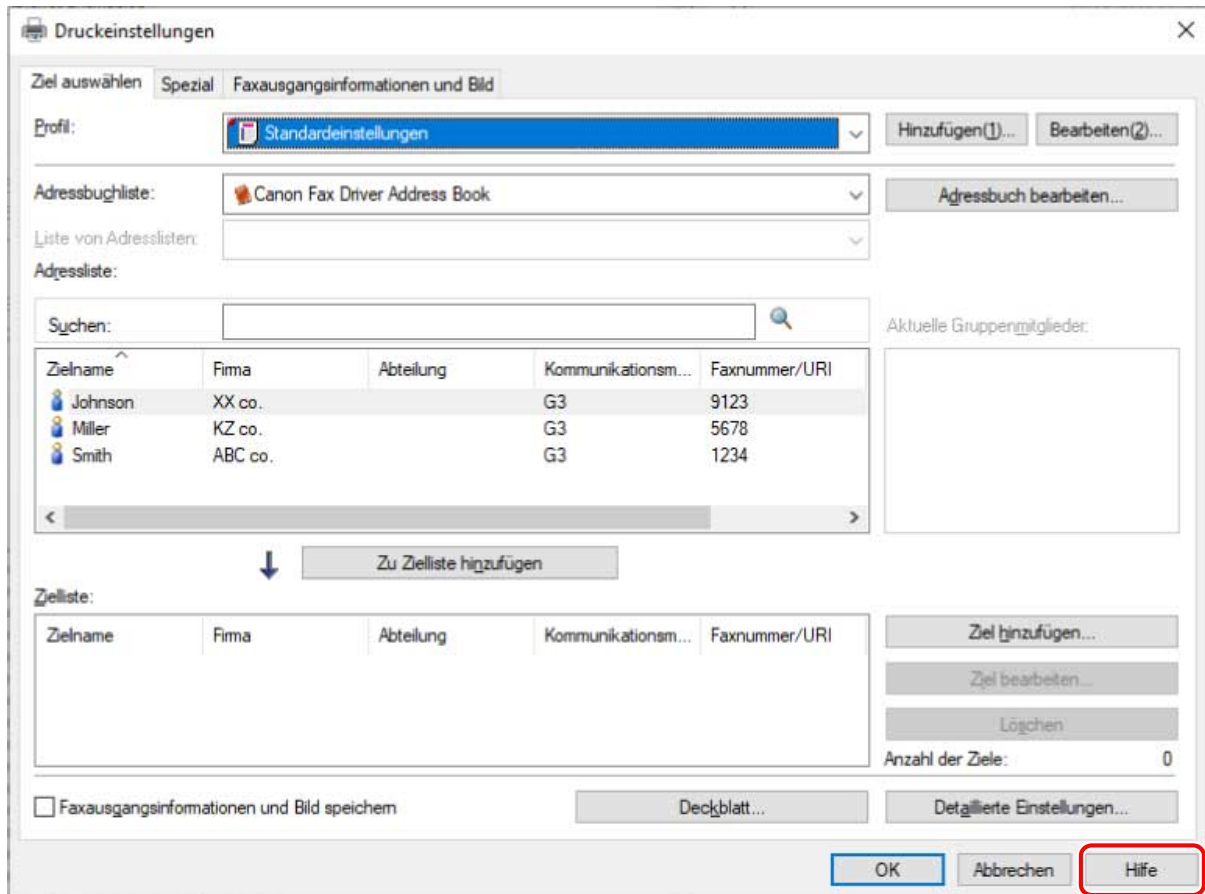 Druckeinstellungen
Ziel auswählen Spezial Faxausgangsinformationen und Bild
Profil: Standardeinstellungen Hinzufügen(1)... Bearbeiten(2)...
Adressbuchliste: Canon Fax Driver Address Book Adressbuch bearbeiten...
Liste von Adresslisten:
Adressliste:
Suchen: Aktuelle Gruppenmitglieder:
Zielname Firma Abteilung Kommunikationsm... Faxnummer/URI
Johnson XX co. G3 9123
Miller KZ co. G3 5678
Smith ABC co. G3 1234
Zu Zielliste hinzufügen
Zielliste:
Zielname Firma Abteilung Kommunikationsm... Faxnummer/URI
Ziel hinzufügen...
Ziel bearbeiten...
Löschen
Anzahl der Ziele: 0
Faxausgangsinformationen und Bild speichern Deckblatt... Detaillierte Einstellungen...
OK Abbrechen Hilfe